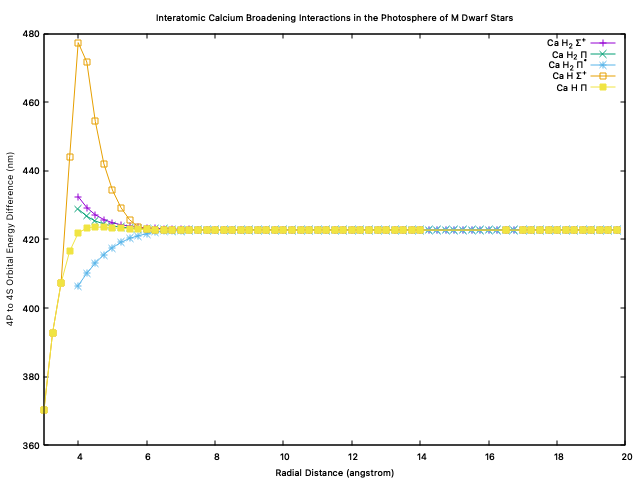 Interatomic Calcium Broadening Interactions in the Photosphere of M Dwarf Stars
480
460
440
420
400
380
360
4P to 4S Orbital Energy Difference (nm)
Ca H₂ Σ⁺
Ca H₂ Π
Ca H₂ Π*
Ca H Σ⁺
Ca H Π
4 6 8 10 12 14 16 18 20
Radial Distance (angstrom)